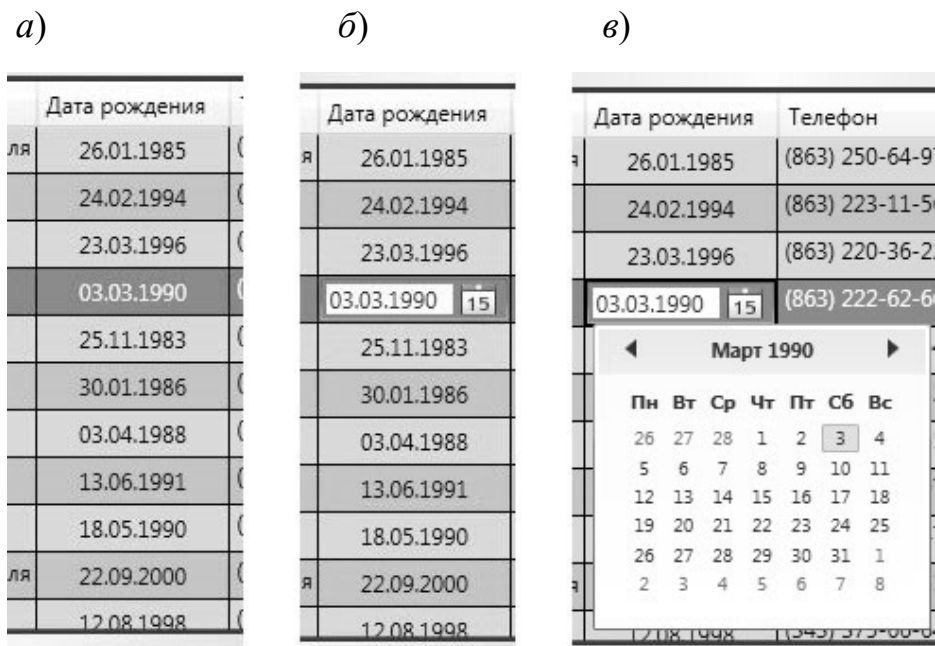 а)
Дата рождения
ля 26.01.1985
24.02.1994
23.03.1996
03.03.1990
25.11.1983
30.01.1986
03.04.1988
13.06.1991
18.05.1990
ля 22.09.2000
12.08.1998
б)
Дата рождения
я 26.01.1985
24.02.1994
23.03.1996
03.03.1990 15
25.11.1983
30.01.1986
03.04.1988
13.06.1991
18.05.1990
я 22.09.2000
12.08.1998
в)
Дата рождения Телефон
26.01.1985 (863) 250-64-9
24.02.1994 (863) 223-11-5
23.03.1996 (863) 220-36-2
03.03.1990 15 (863) 222-62-6
Март 1990
Пн Вт Ср Чт Пт Сб Вс
26 27 28 1 2 3 4
5 6 7 8 9 10 11
12 13 14 15 16 17 18
19 20 21 22 23 24 25
26 27 28 29 30 31 1
2 3 4 5 6 7 8